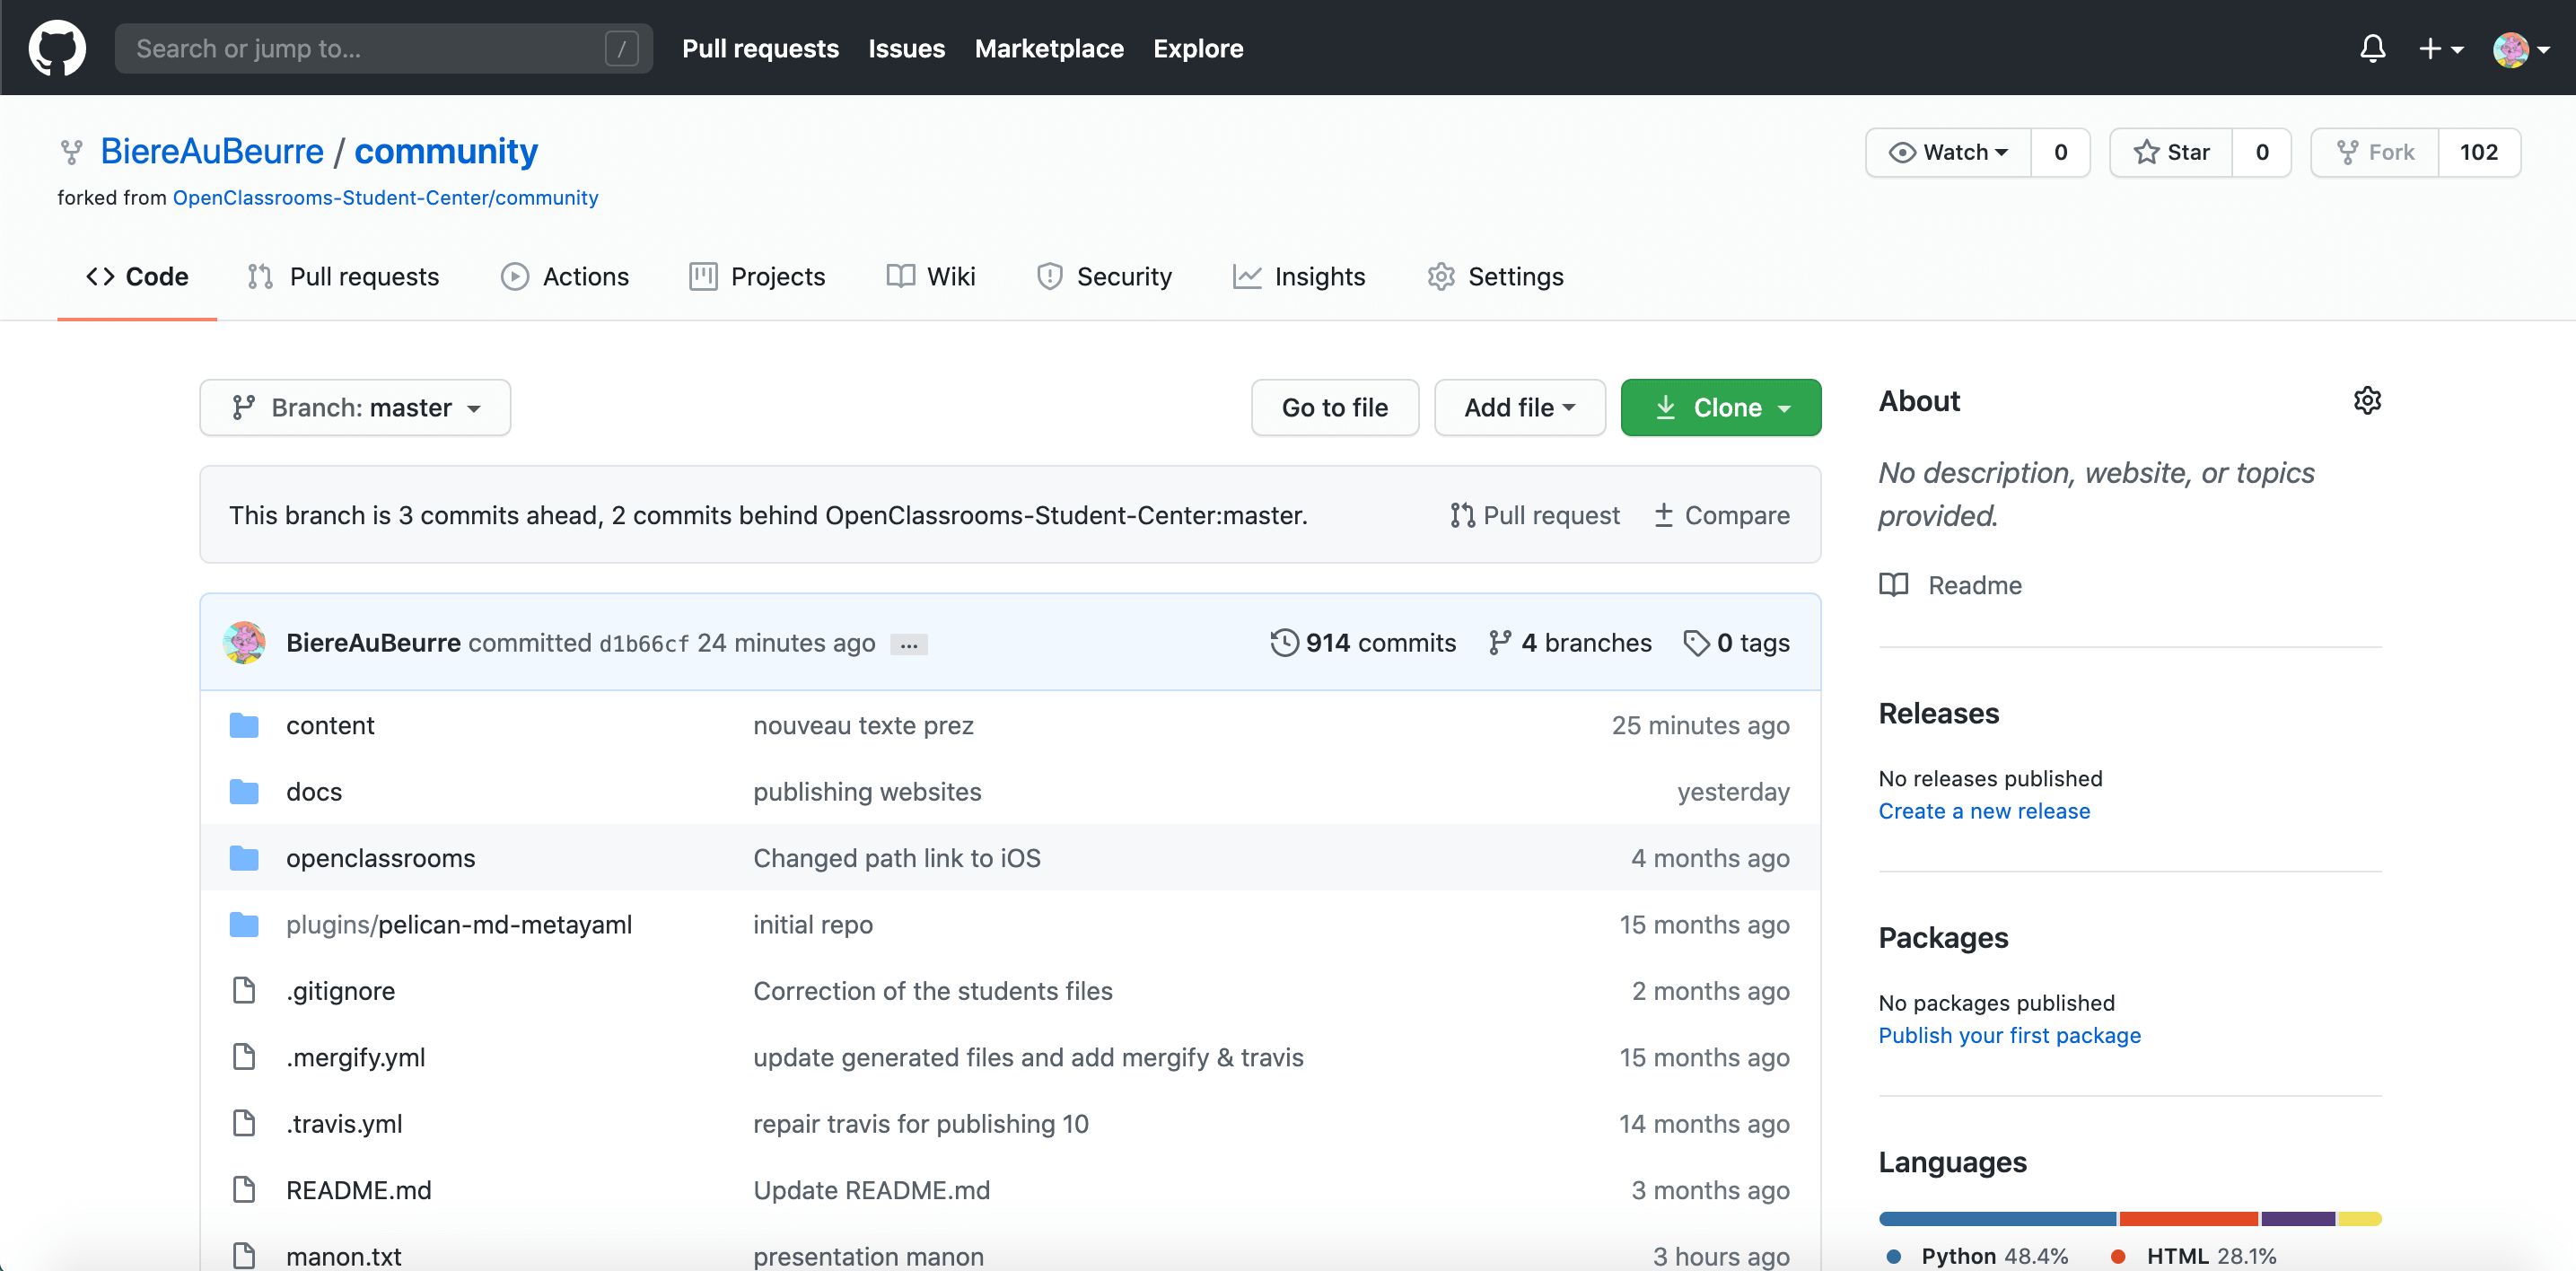 Search or jump to... / Pull requests Issues Marketplace Explore
BiereAuBeurre / community
Watch 0 Star 0 Fork 102
forked from OpenClassrooms-Student-Center/community
Code Pull requests Actions Projects Wiki Security Insights Settings
Branch: master Go to file Add file Clone
This branch is 3 commits ahead, 2 commits behind OpenClassrooms-Student-Center:master. Pull request Compare
BiereAuBeurre committed d1b66cf 24 minutes ago ... 914 commits 4 branches 0 tags
content nouveau texte prez 25 minutes ago
docs publishing websites yesterday
openclassrooms Changed path link to iOS 4 months ago
plugins/pelican-md-metayaml initial repo 15 months ago
.gitignore Correction of the students files 2 months ago
.mergify.yml update generated files and add mergify & travis 15 months ago
.travis.yml repair travis for publishing 10 14 months ago
README.md Update README.md 3 months ago
manon.txt presentation manon 3 hours ago
About
No description, website, or topics
provided.
Readme
Releases
No releases published
Create a new release
Packages
No packages published
Publish your first package
Languages
Python 48.4% HTML 28.1%